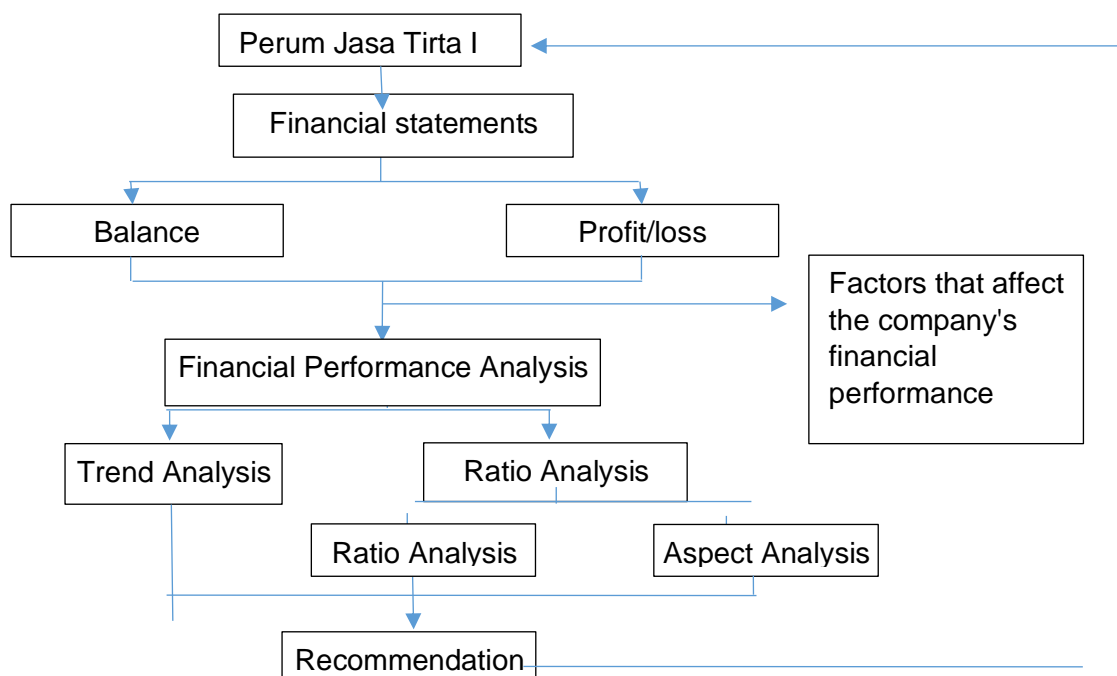 Perum Jasa Tirta I
Financial statements
Balance
Profit/loss
Factors that affect
the company's
financial
performance
Financial Performance Analysis
Trend Analysis
Ratio Analysis
Ratio Analysis
Aspect Analysis
Recommendation